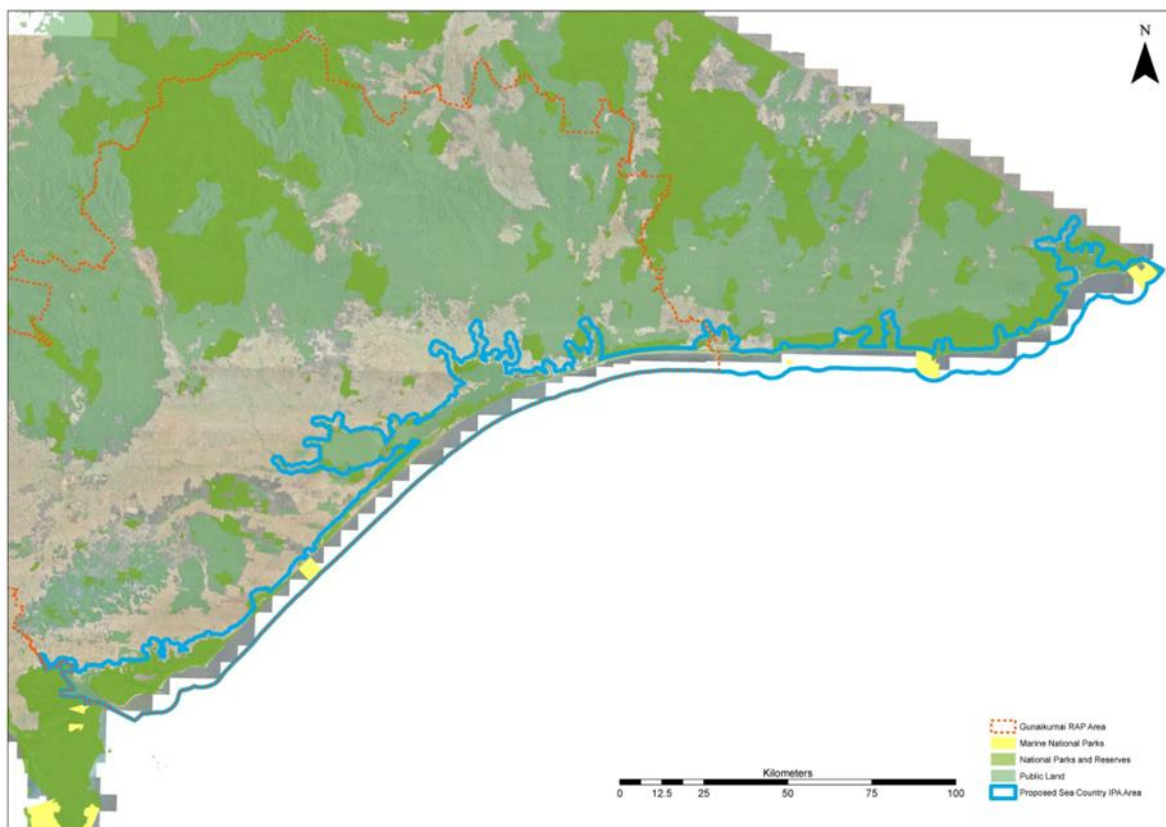 N
Gunaikurnai RAP Area
Marine National Parks
National Parks and Reserves
Public Land
Proposed Sea Country IPA Area
Kilometers
0 12.5 25 50 75 100